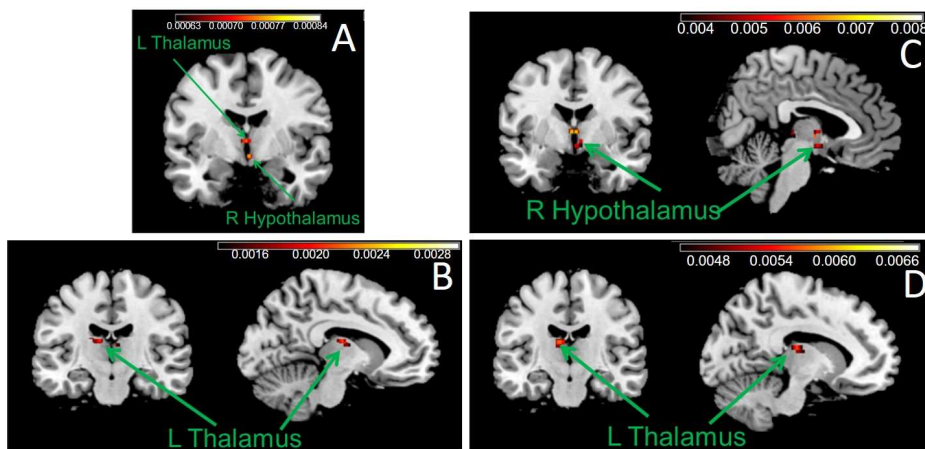 0.00063 0.00070 0.00077 0.00084
A
L Thalamus
R Hypothalamus
0.004 0.005 0.006 0.007 0.008
C
R Hypothalamus
0.0016 0.0020 0.0024 0.0028
B
L Thalamus
0.0048 0.0054 0.0060 0.0066
D
L Thalamus